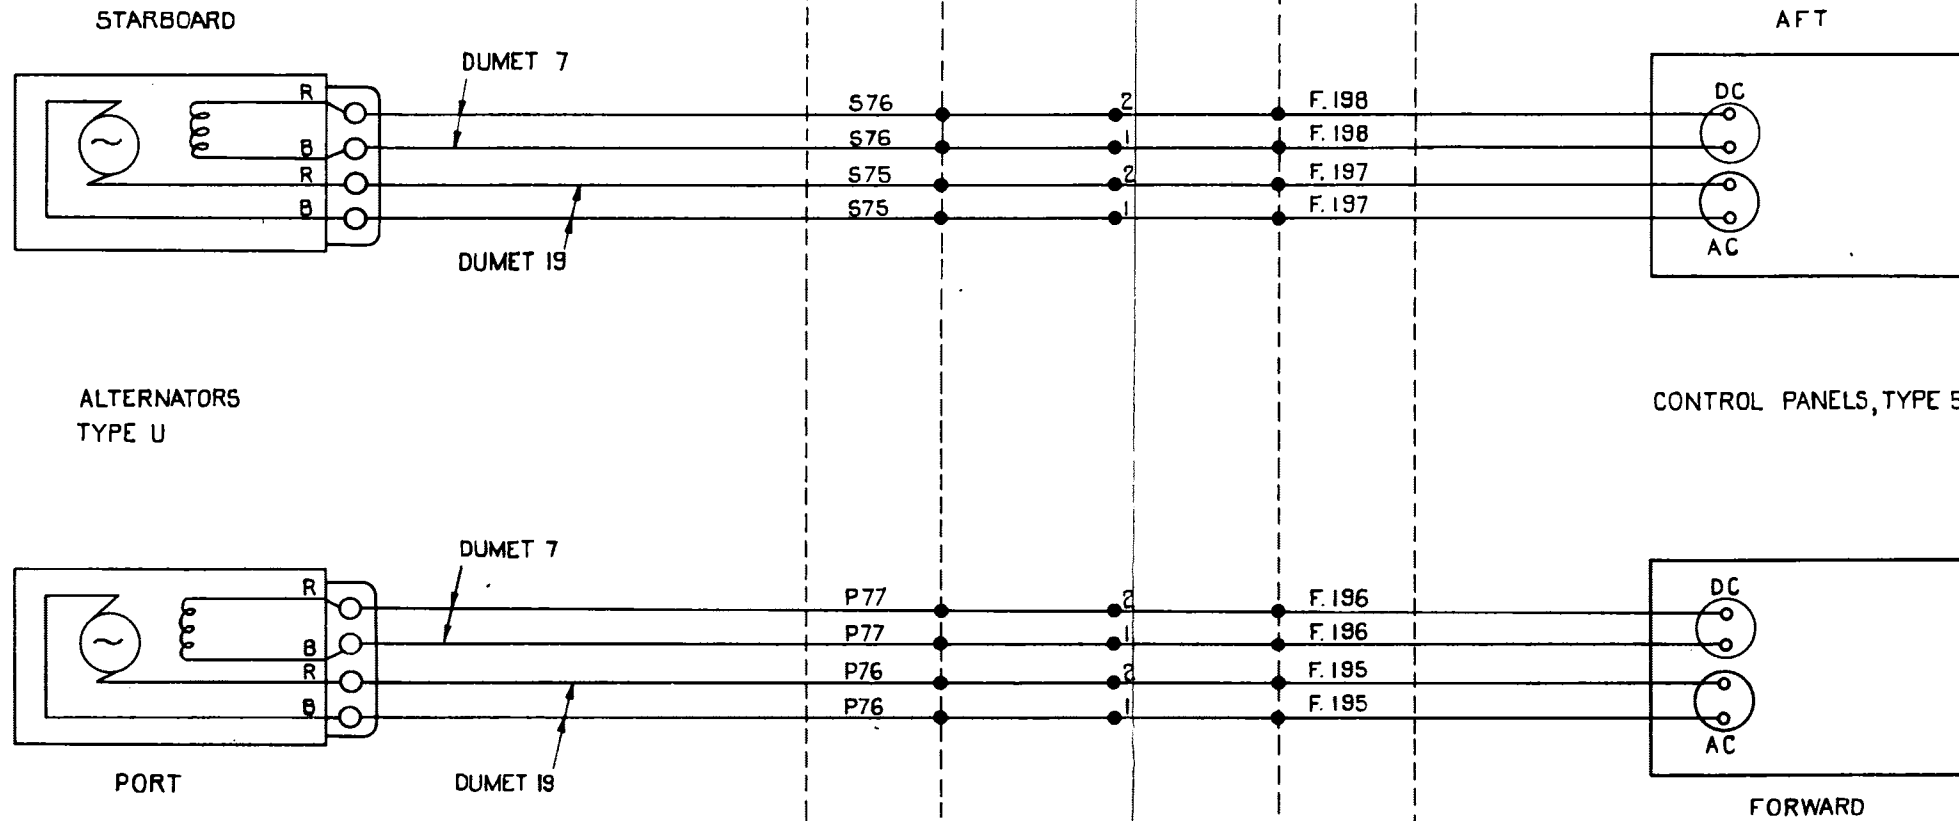 STARBOARD
AFT
DUMET 7
R
S76
2
F.198
DC
B
S76
1
F.198
R
S75
2
F.197
B
S75
1
F.197
AC
DUMET 19
ALTERNATORS
TYPE U
CONTROL PANELS, TYPE 5
DUMET 7
R
P77
2
F.196
DC
B
P77
1
F.196
R
P76
2
F.195
B
P76
1
F.195
AC
PORT
DUMET 19
FORWARD